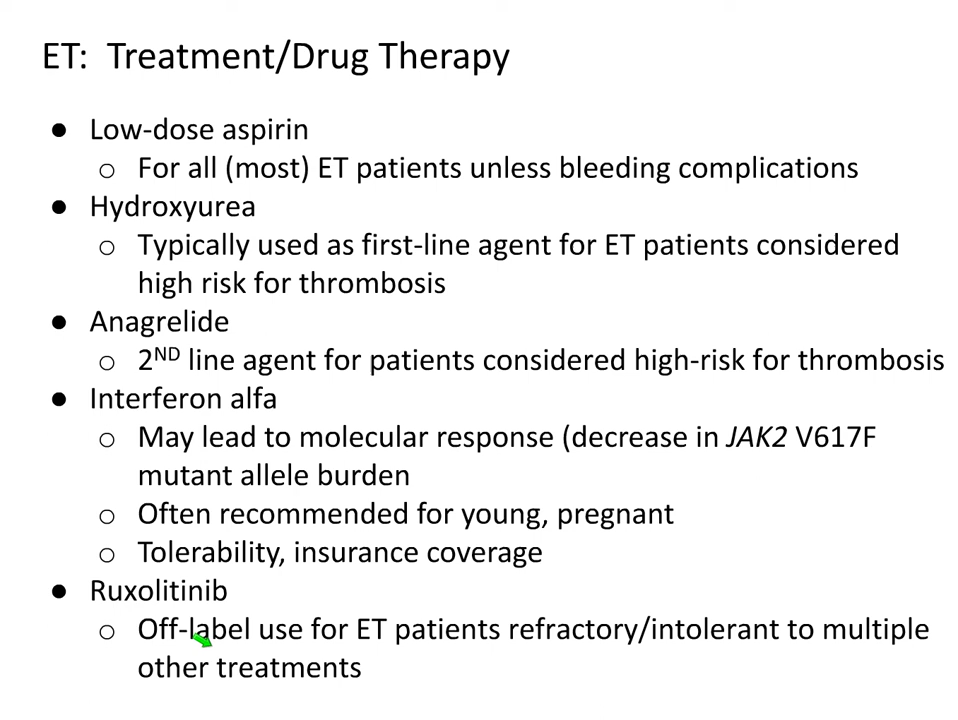 ET: Treatment/Drug Therapy
● Low-dose aspirin
o For all (most) ET patients unless bleeding complications
● Hydroxyurea
o Typically used as first-line agent for ET patients considered
high risk for thrombosis
● Anagrelide
o 2ND line agent for patients considered high-risk for thrombosis
● Interferon alfa
o May lead to molecular response (decrease in JAK2 V617F
mutant allele burden
o Often recommended for young, pregnant
o Tolerability, insurance coverage
● Ruxolitinib
o Off-label use for ET patients refractory/intolerant to multiple
other treatments